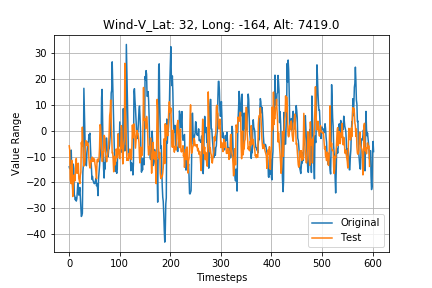 Wind-V_Lat: 32, Long: -164, Alt: 7419.0
30
20
10
0
−10
−20
−30
−40
Value Range
0 100 200 300 400 500 600
Timesteps
Original
Test